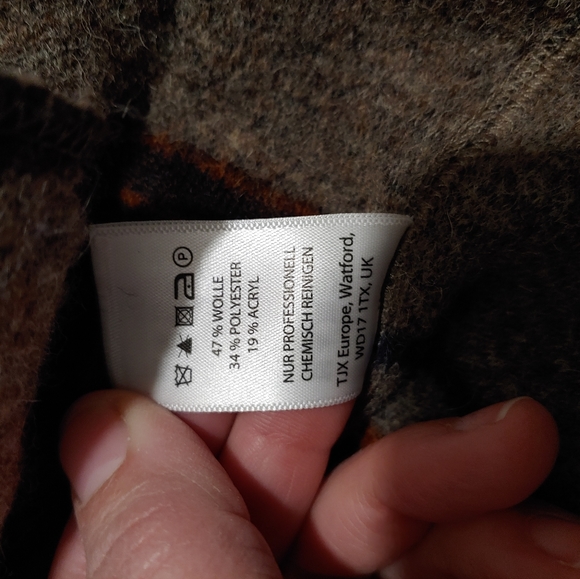 P
47 % WOLLE
34 % POLYESTER
19 % ACRYL
NUR PROFESSIONELL
CHEMISCH REINIGEN
TJX Europe, Watford,
WD17 1TX, UK